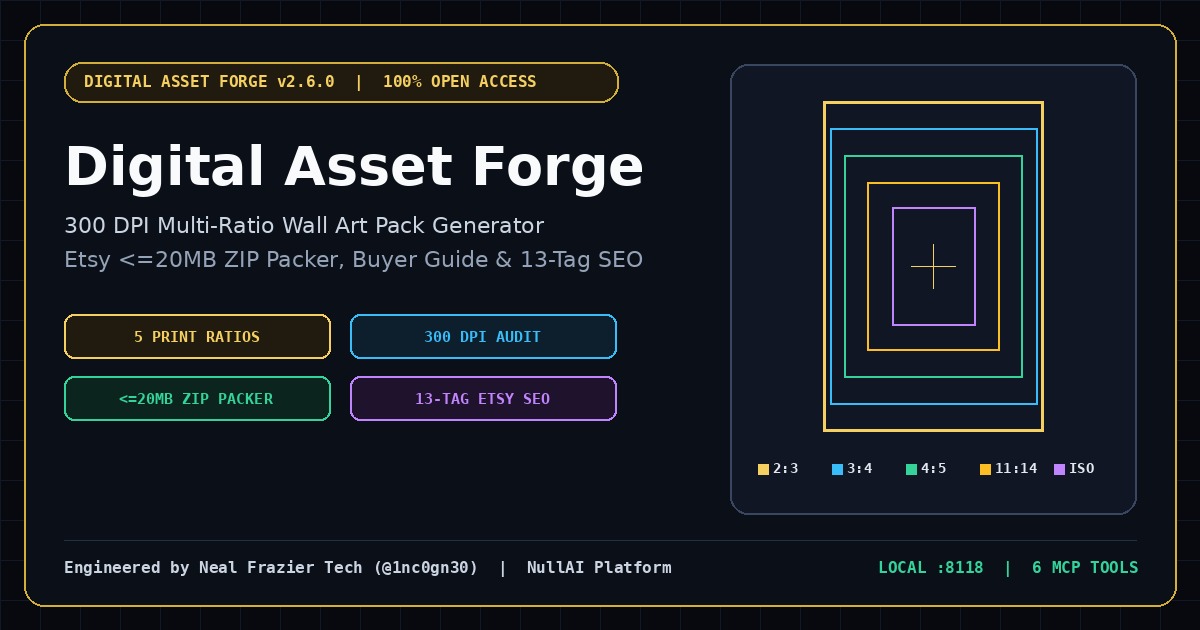 DIGITAL ASSET FORGE v2.6.0 | 100% OPEN ACCESS
Digital Asset Forge
300 DPI Multi-Ratio Wall Art Pack Generator
Etsy <=20MB ZIP Packer, Buyer Guide & 13-Tag SEO
5 PRINT RATIOS
300 DPI AUDIT
<=20MB ZIP PACKER
13-TAG ETSY SEO
2:3 3:4 4:5 11:14 ISO
Engineered by Neal Frazier Tech (@1nc0gn30) | NullAI Platform
LOCAL :8118 | 6 MCP TOOLS